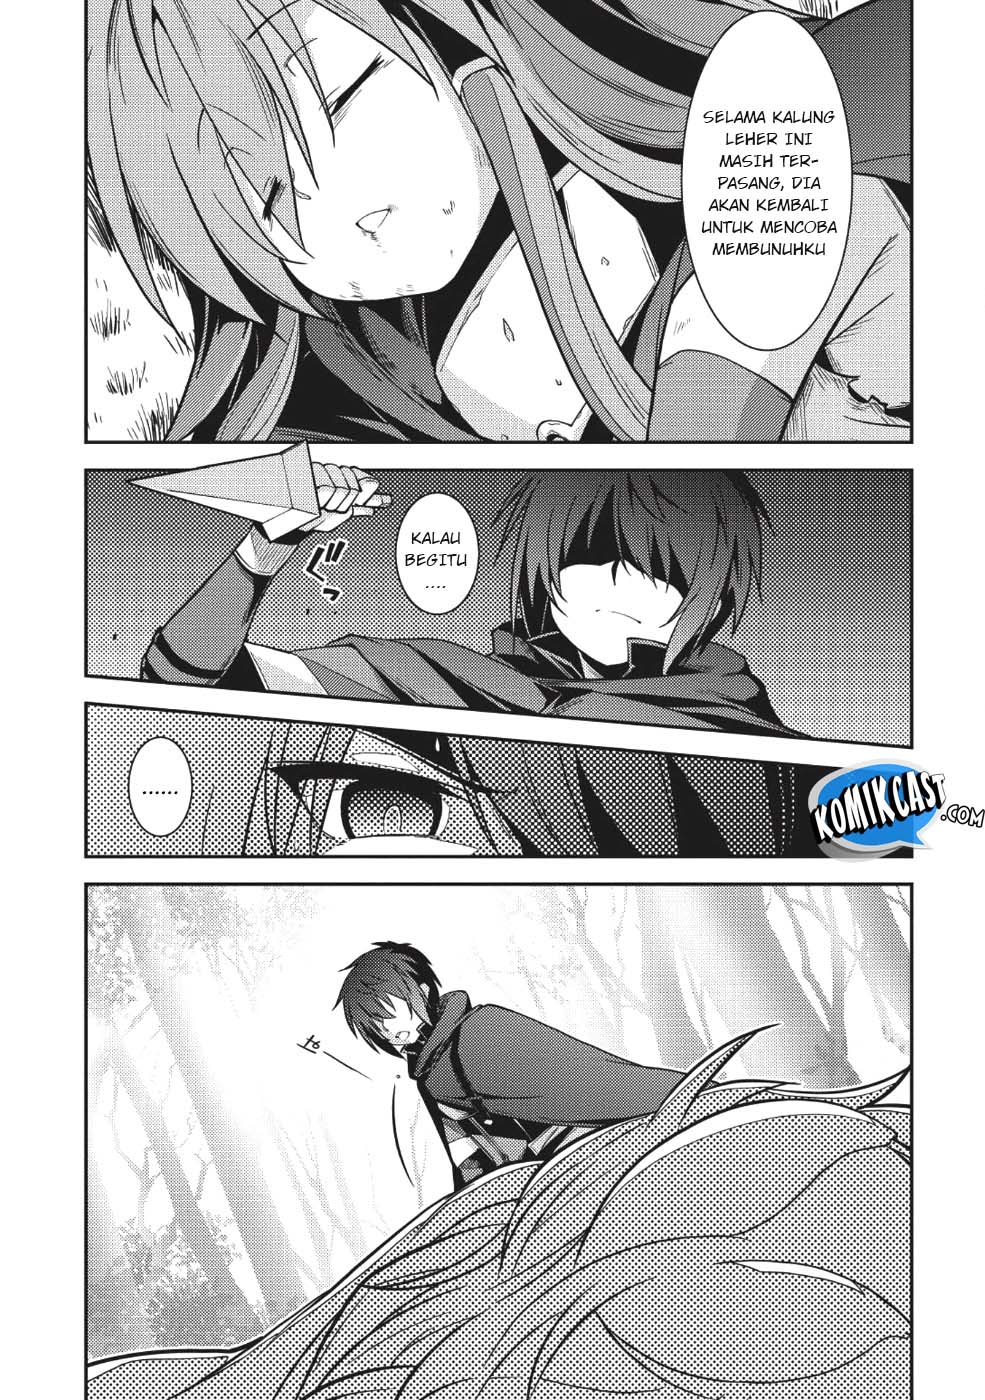 SELAMA KALUNG
LEHER INI
MASIH TER-
PASANG, DIA
AKAN KEMBALI
UNTUK MENCOBA
MEMBUNUHKU
KALAU
BEGITU
....
......
KOMIKCAST
.COM